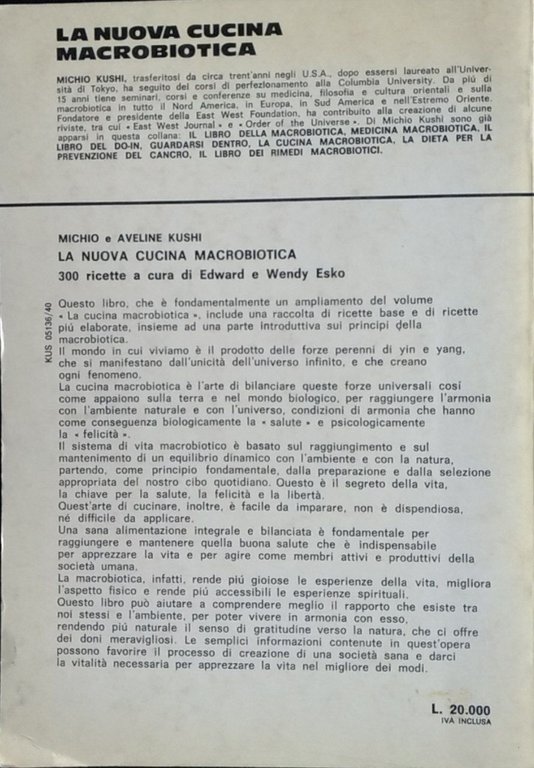 LA NUOVA CUCINA
MACROBIOTICA
MICHIO KUSHI, trasferitosi da circa trent'anni negli U.S.A., dopo essersi laureato all'Univer-
sità di Tokyo, ha seguito dei corsi di perfezionamento alla Columbia University. Da piú di
15 anni tiene seminari, corsi e conferenze su medicina, filosofia e cultura orientali e sulla
macrobiotica in tutto il Nord America, in Europa, in Sud America e nell'Estremo Oriente.
Fondatore e presidente della East West Foundation, ha contribuito alla creazione di alcune
riviste, tra cui « East West Journal » e « Order of the Universe ». Di Michio Kushi sono già
apparsi in questa collana: IL LIBRO DELLA MACROBIOTICA, MEDICINA MACROBIOTICA, IL
LIBRO DEL DO-IN, GUARDARSI DENTRO, LA CUCINA MACROBIOTICA, LA DIETA PER LA
PREVENZIONE DEL CANCRO, IL LIBRO DEI RIMEDI MACROBIOTICI.
MICHIO e AVELINE KUSHI
LA NUOVA CUCINA MACROBIOTICA
300 ricette a cura di Edward e Wendy Esko
KUS 05136/40
Questo libro, che è fondamentalmente un ampliamento del volume
« La cucina macrobiotica », include una raccolta di ricette base e di ricette
piú elaborate, insieme ad una parte introduttiva sui principi della
macrobiotica.
Il mondo in cui viviamo è il prodotto delle forze perenni di yin e yang,
che si manifestano dall'unicità dell'universo infinito, e che creano
ogni fenomeno.
La cucina macrobiotica è l'arte di bilanciare queste forze universali cosí
come appaiono sulla terra e nel mondo biologico, per raggiungere l'armonia
con l'ambiente naturale e con l'universo, condizioni di armonia che hanno
come conseguenza biologicamente la « salute » e psicologicamente
la « felicità ».
Il sistema di vita macrobiotico è basato sul raggiungimento e sul
mantenimento di un equilibrio dinamico con l'ambiente e con la natura,
partendo, come principio fondamentale, dalla preparazione e dalla selezione
appropriata del nostro cibo quotidiano. Questo è il segreto della vita,
la chiave per la salute, la felicità e la libertà.
Quest'arte di cucinare, inoltre, è facile da imparare, non è dispendiosa,
né difficile da applicare.
Una sana alimentazione integrale e bilanciata è fondamentale per
raggiungere e mantenere quella buona salute che è indispensabile
per apprezzare la vita e per agire come membri attivi e produttivi della
società umana.
La macrobiotica, infatti, rende piú gioiose le esperienze della vita, migliora
l'aspetto fisico e rende piú accessibili le esperienze spirituali.
Questo libro può aiutare a comprendere meglio il rapporto che esiste tra
noi stessi e l'ambiente, per poter vivere in armonia con esso,
rendendo piú naturale il senso di gratitudine verso la natura, che ci offre
dei doni meravigliosi. Le semplici informazioni contenute in quest'opera
possono favorire il processo di creazione di una società sana e darci
la vitalità necessaria per apprezzare la vita nel migliore dei modi.
L. 20.000
IVA INCLUSA